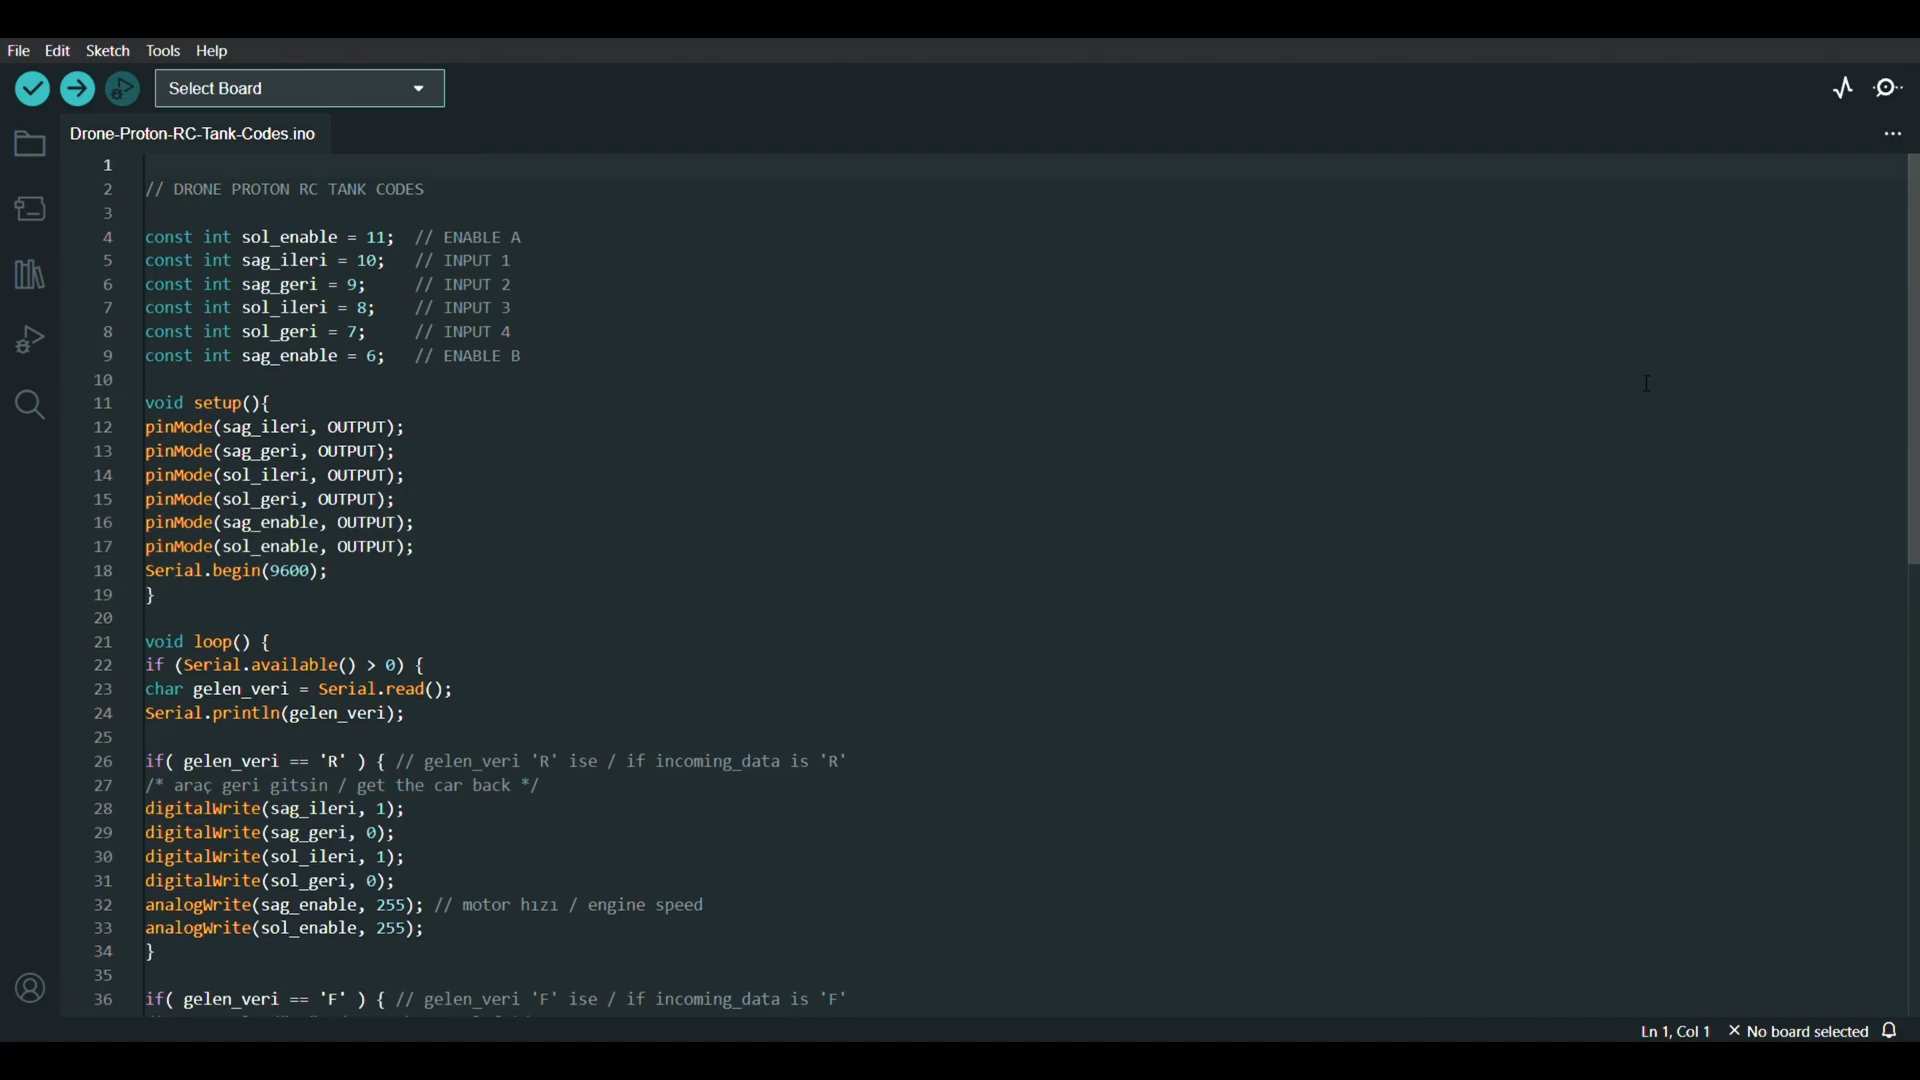 File Edit Sketch Tools Help
Select Board
Drone-Proton-RC-Tank-Codes.ino
...
1
2 // DRONE PROTON RC TANK CODES
3
4 const int sol_enable = 11; // ENABLE A
5 const int sag_ileri = 10; // INPUT 1
6 const int sag_geri = 9; // INPUT 2
7 const int sol_ileri = 8; // INPUT 3
8 const int sol_geri = 7; // INPUT 4
9 const int sag_enable = 6; // ENABLE B
10
11 void setup(){
12 pinMode(sag_ileri, OUTPUT);
13 pinMode(sag_geri, OUTPUT);
14 pinMode(sol_ileri, OUTPUT);
15 pinMode(sol_geri, OUTPUT);
16 pinMode(sag_enable, OUTPUT);
17 pinMode(sol_enable, OUTPUT);
18 Serial.begin(9600);
19 }
20
21 void loop() {
22 if (Serial.available() > 0) {
23 char gelen_veri = Serial.read();
24 Serial.println(gelen_veri);
25
26 if( gelen_veri == 'R' ) { // gelen_veri 'R' ise / if incoming_data is 'R'
27 /* araç geri gitsin / get the car back */
28 digitalWrite(sag_ileri, 1);
29 digitalWrite(sag_geri, 0);
30 digitalWrite(sol_ileri, 1);
31 digitalWrite(sol_geri, 0);
32 analogWrite(sag_enable, 255); // motor hızı / engine speed
33 analogWrite(sol_enable, 255);
34 }
35
36 if( gelen_veri == 'F' ) { // gelen_veri 'F' ise / if incoming_data is 'F'
Ln 1, Col 1 × No board selected